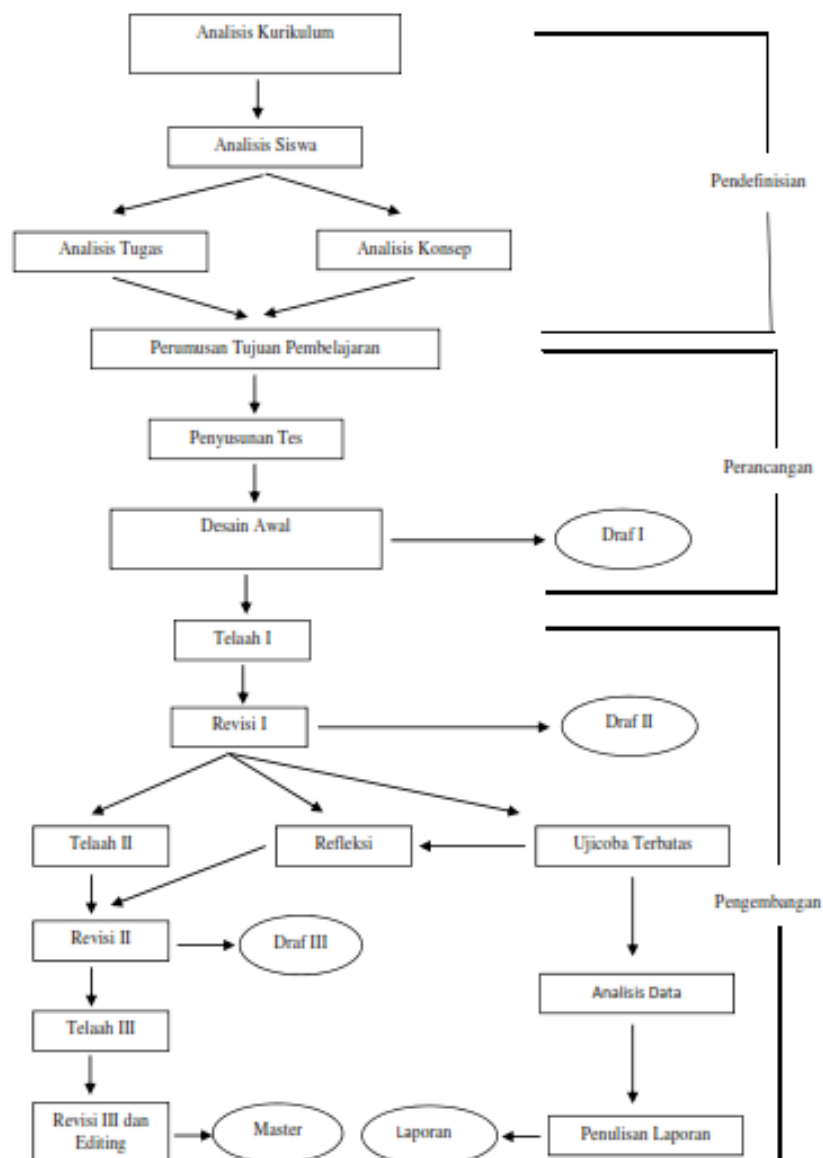 Analisis Kurikulum
Analisis Siswa
Pendefinisian
Analisis Tugas
Analisis Konsep
Perumusan Tujuan Pembelajaran
Penyusunan Tes
Perancangan
Desain Awal
Draf I
Telaah I
Revisi I
Draf II
Telaah II
Refleksi
Ujicoba Terbatas
Pengembangan
Revisi II
Draf III
Analisis Data
Telaah III
Revisi III dan
Editing
Master
Laporan
Penulisan Laporan